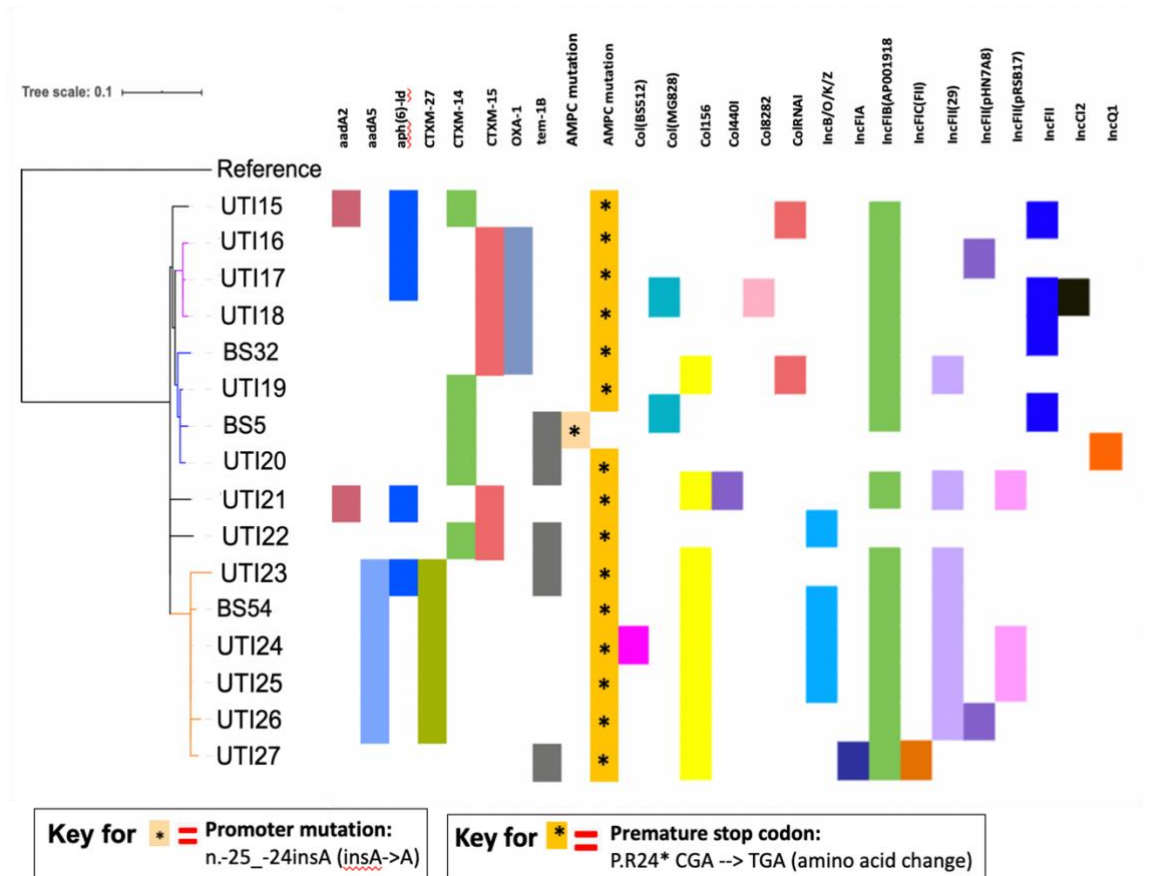 Tree scale: 0.1
aadA2
aadA5
aph(6)-Id
CTXM-27
CTXM-14
CTXM-15
OXA-1
tem-1B
AMPC mutation
AMPC mutation
Col(BS512)
Col(MG828)
Col156
Col440I
Col8282
ColRNAI
IncB/O/K/Z
IncFIA
IncFIB(AP001918
IncFIC(FII)
IncFII(29)
IncFII(pHN7A8)
IncFII(pRSB17)
IncFII
IncCI2
IncQ1
Reference
UTI15 *
UTI16 *
UTI17 *
UTI18 *
BS32 *
UTI19 *
BS5 *
UTI20 *
UTI21 *
UTI22 *
UTI23 *
BS54 *
UTI24 *
UTI25 *
UTI26 *
UTI27 *
Key for * = Promoter mutation:
n.-25_-24insA (insA->A)
Key for * = Premature stop codon:
P.R24* CGA --> TGA (amino acid change)